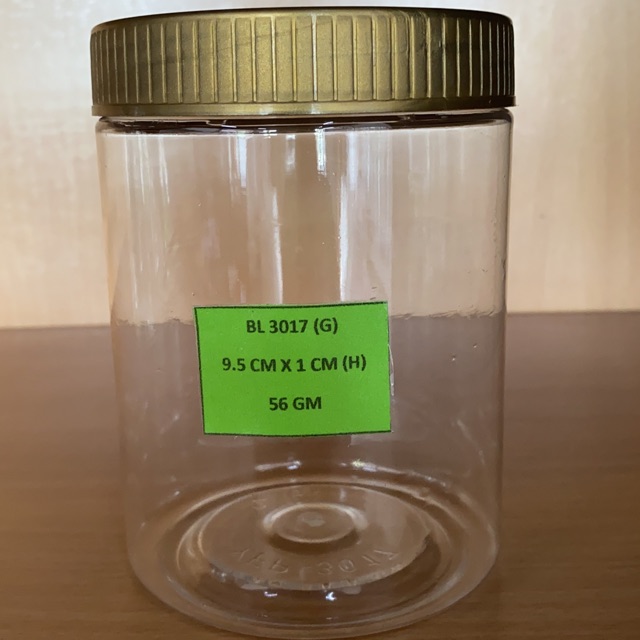 BL 3017 (G)
9.5 CM X 1 CM (H)
56 GM